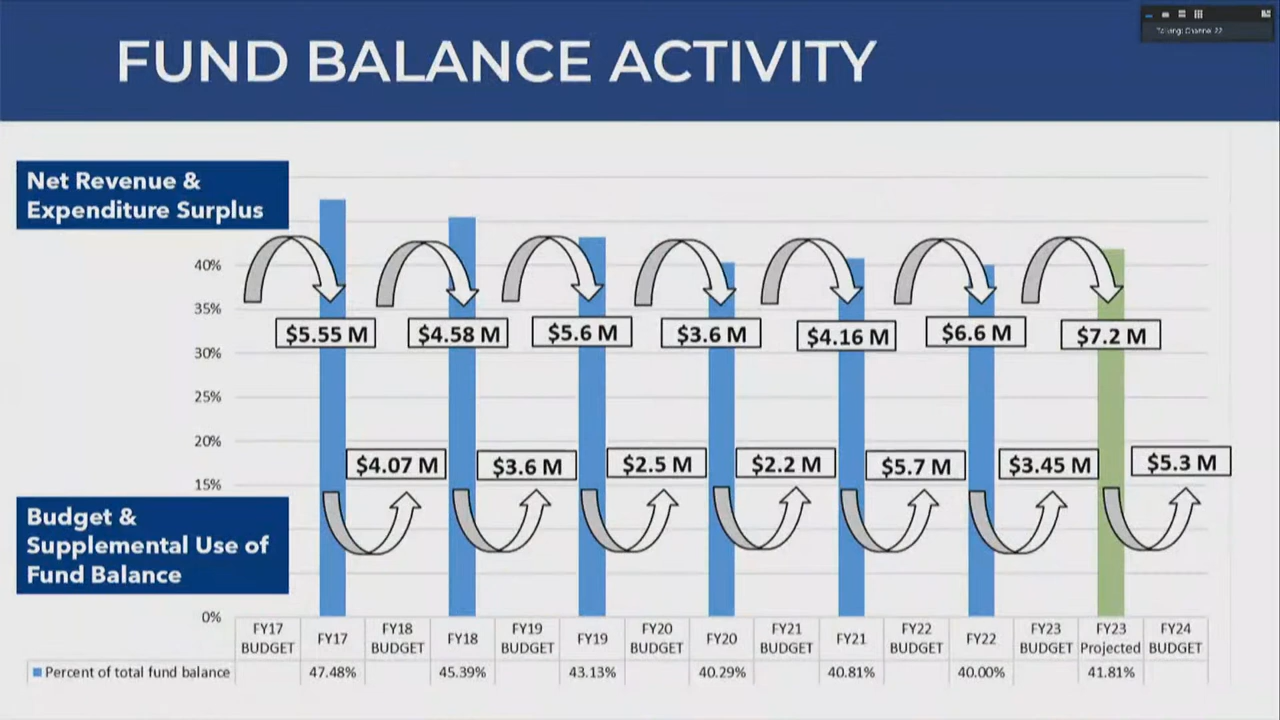 FUND BALANCE ACTIVITY
Net Revenue &
Expenditure Surplus
40%
35%
30%
25%
20%
15%
0%
$5.55 M
$4.58 M
$5.6 M
$3.6 M
$4.16 M
$6.6 M
$7.2 M
$4.07 M
$3.6 M
$2.5 M
$2.2 M
$5.7 M
$3.45 M
$5.3 M
Budget &
Supplemental Use of
Fund Balance
FY17 BUDGET
FY17
FY18 BUDGET
FY18
FY19 BUDGET
FY19
FY20 BUDGET
FY20
FY21 BUDGET
FY21
FY22 BUDGET
FY22
FY23 BUDGET
FY23 Projected
FY24 BUDGET
Percent of total fund balance 47.48% 45.39% 43.13% 40.29% 40.81% 40.00% 41.81%